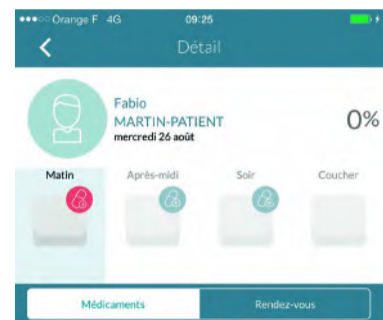 Orange F 4G 09:25
Détail
Fabio
MARTIN-PATIENT
mercredi 26 août
0%
Matin Après-midi Soir Coucher
Médicaments Rendez-vous